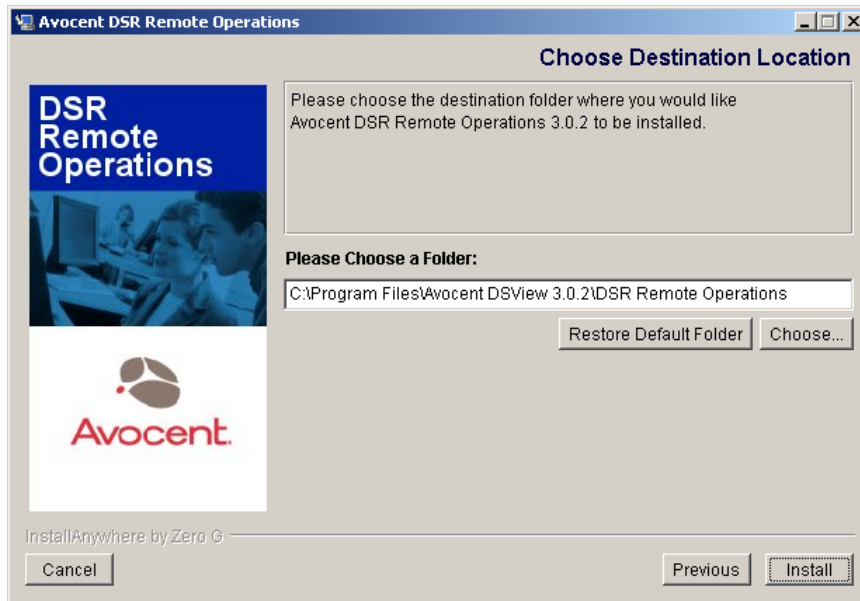 Avocent DSR Remote Operations
Choose Destination Location
DSR
Remote
Operations
Please choose the destination folder where you would like
Avocent DSR Remote Operations 3.0.2 to be installed.
Please Choose a Folder:
C:\Program Files\Avocent DSView 3.0.2\DSR Remote Operations
Restore Default Folder
Choose...
Avocent.
InstallAnywhere by Zero G
Cancel
Previous
Install